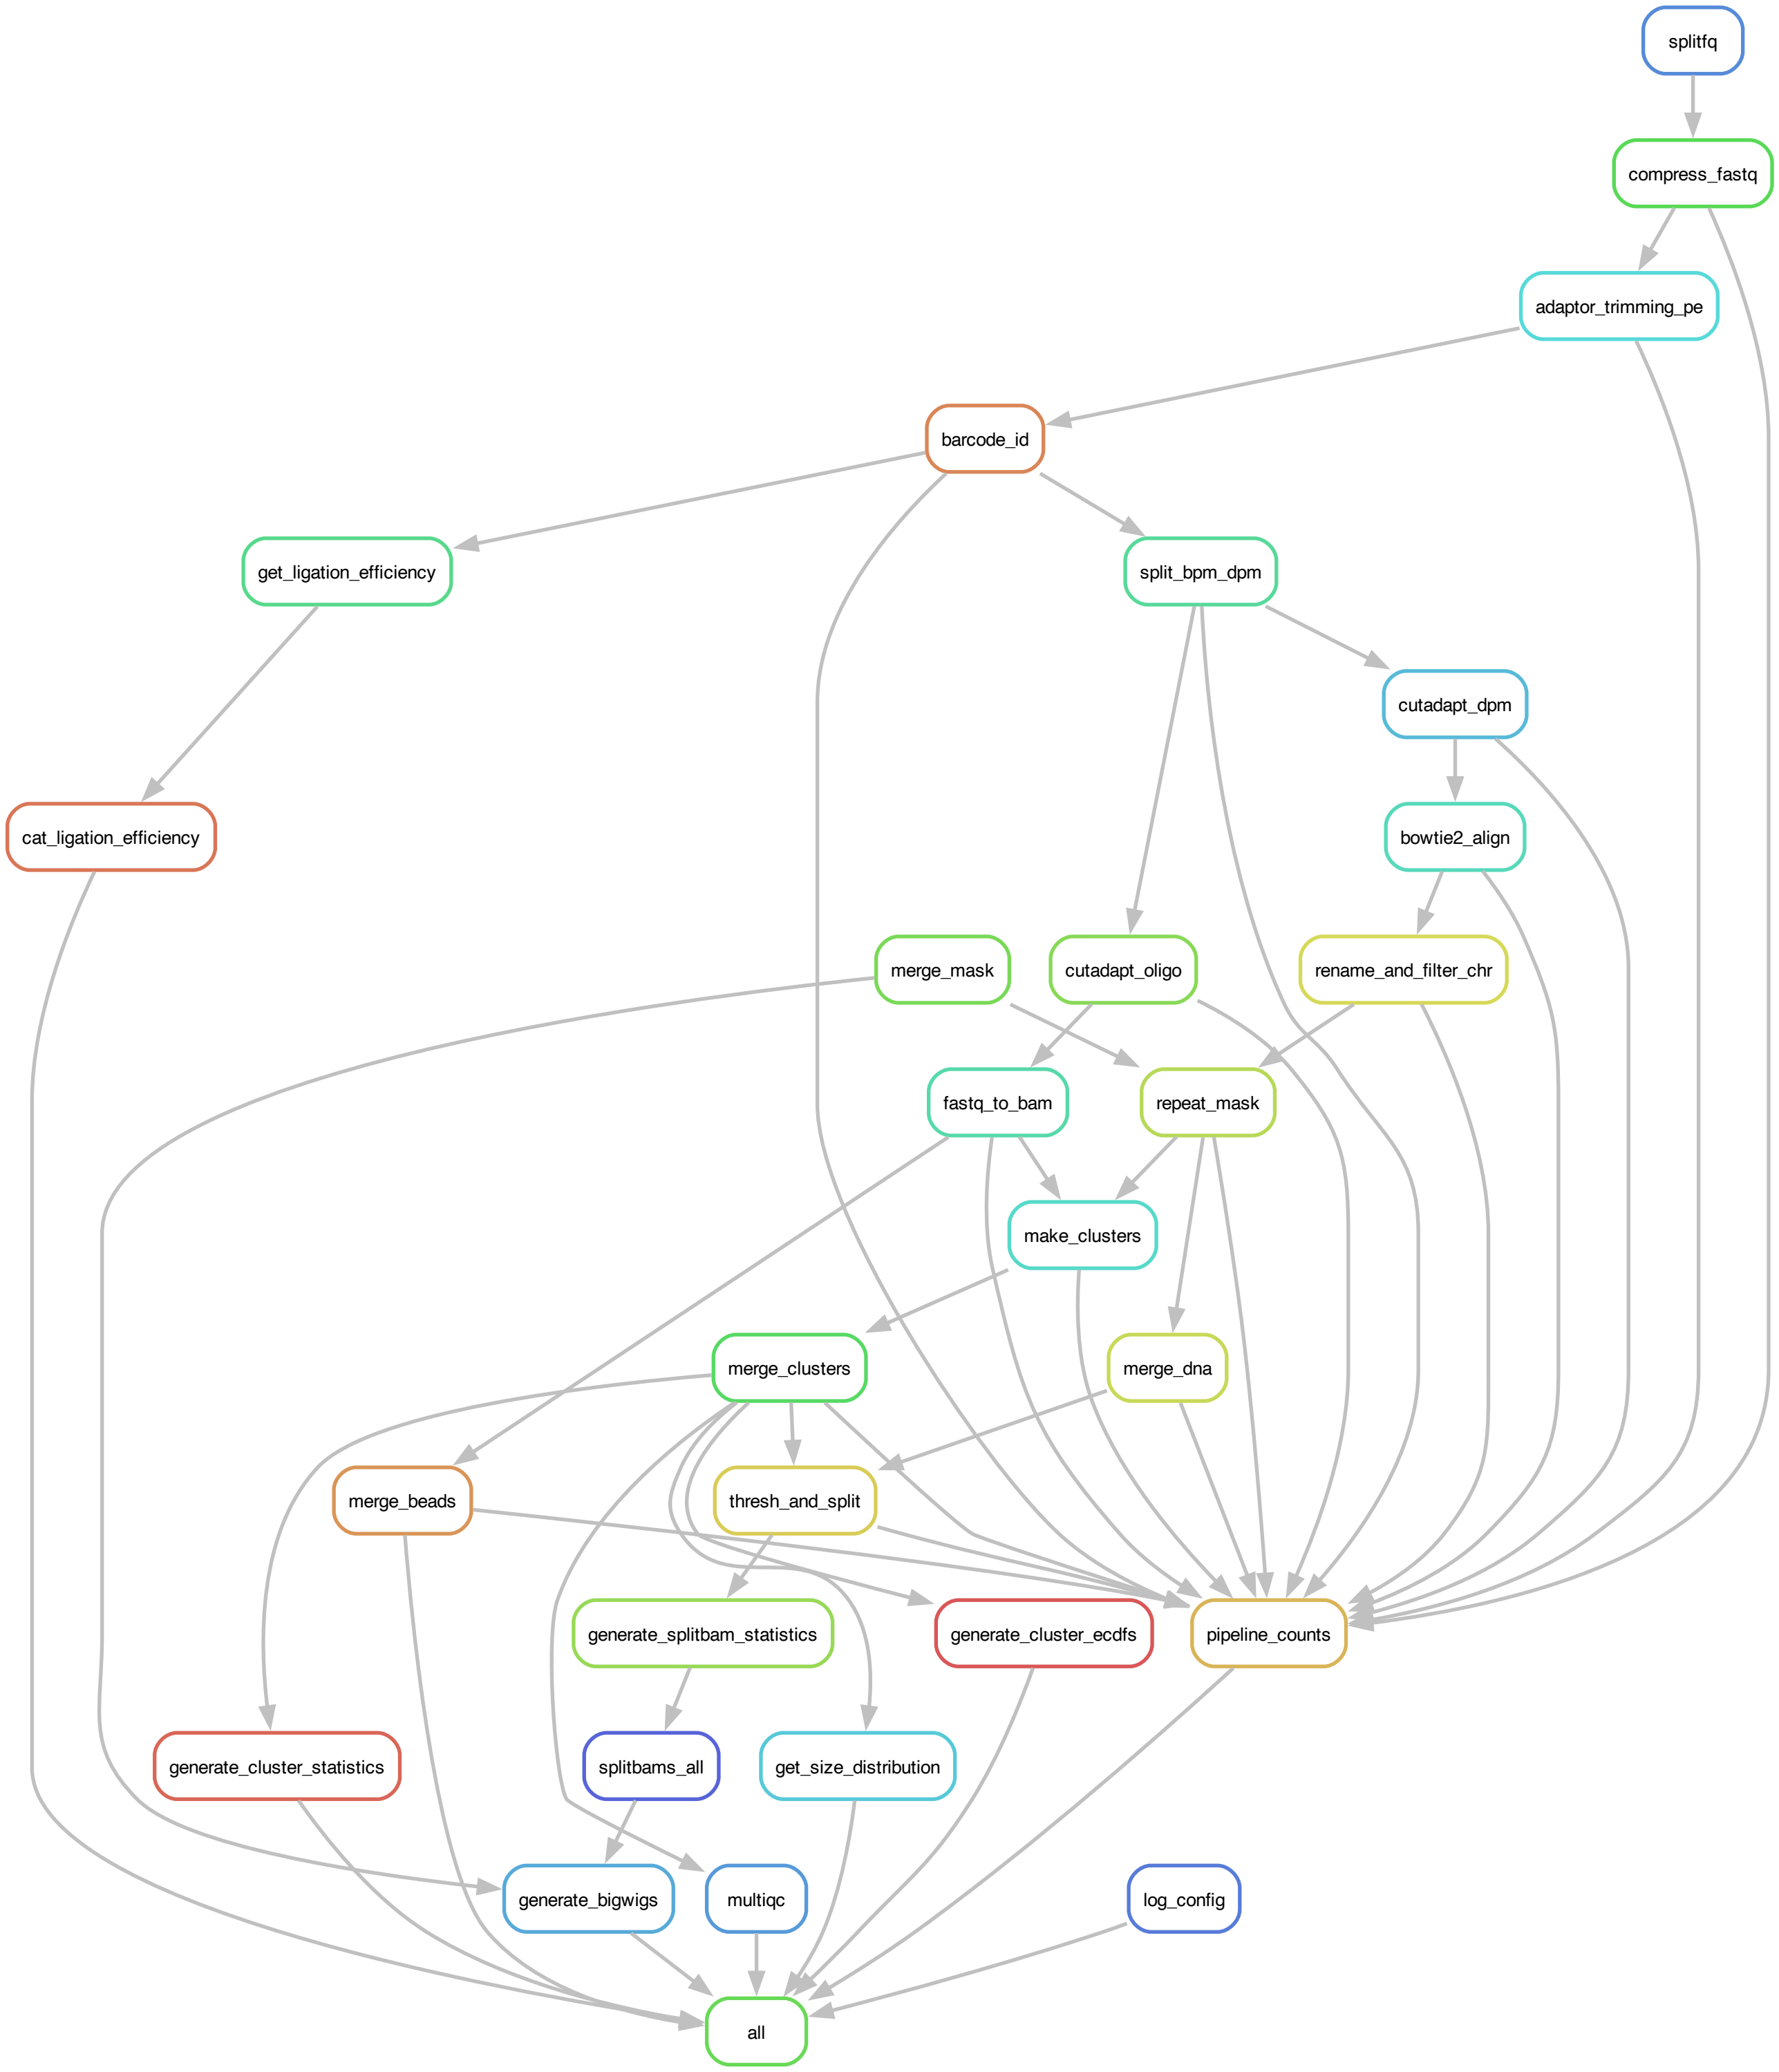 splitfq
compress_fastq
adaptor_trimming_pe
barcode_id
get_ligation_efficiency
split_bpm_dpm
cutadapt_dpm
cat_ligation_efficiency
bowtie2_align
merge_mask
cutadapt_oligo
rename_and_filter_chr
fastq_to_bam
repeat_mask
make_clusters
merge_clusters
merge_dna
merge_beads
thresh_and_split
generate_splitbam_statistics
generate_cluster_ecdfs
pipeline_counts
generate_cluster_statistics
splitbams_all
get_size_distribution
generate_bigwigs
multiqc
log_config
all